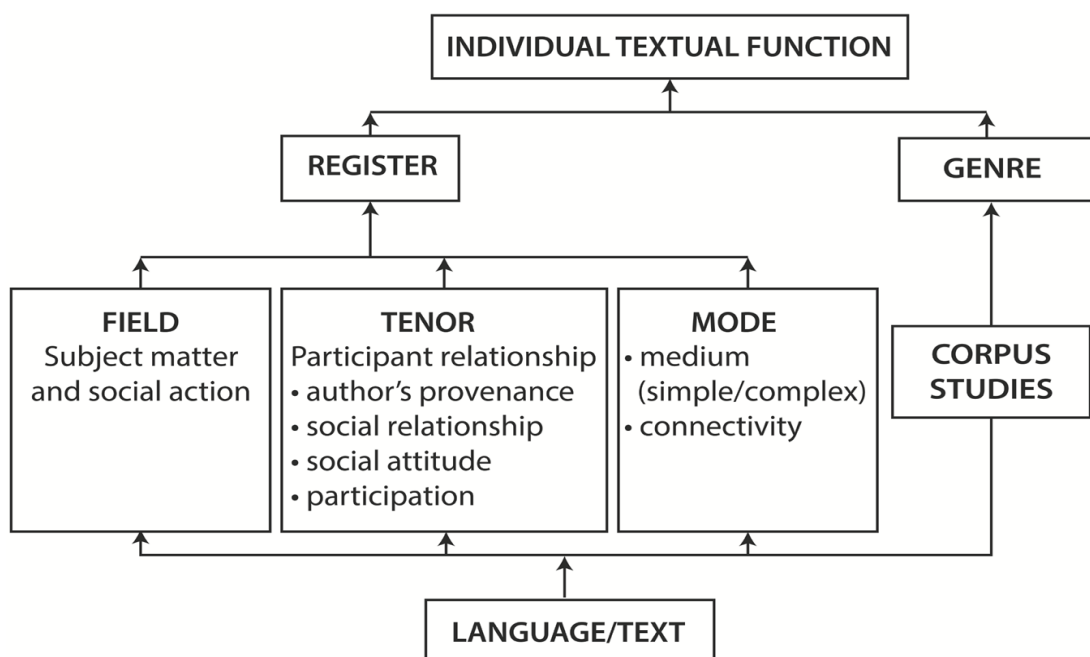 INDIVIDUAL TEXTUAL FUNCTION
REGISTER
GENRE
FIELD
Subject matter
and social action
TENOR
Participant relationship
• author’s provenance
• social relationship
• social attitude
• participation
MODE
• medium
(simple/complex)
• connectivity
CORPUS
STUDIES
LANGUAGE/TEXT